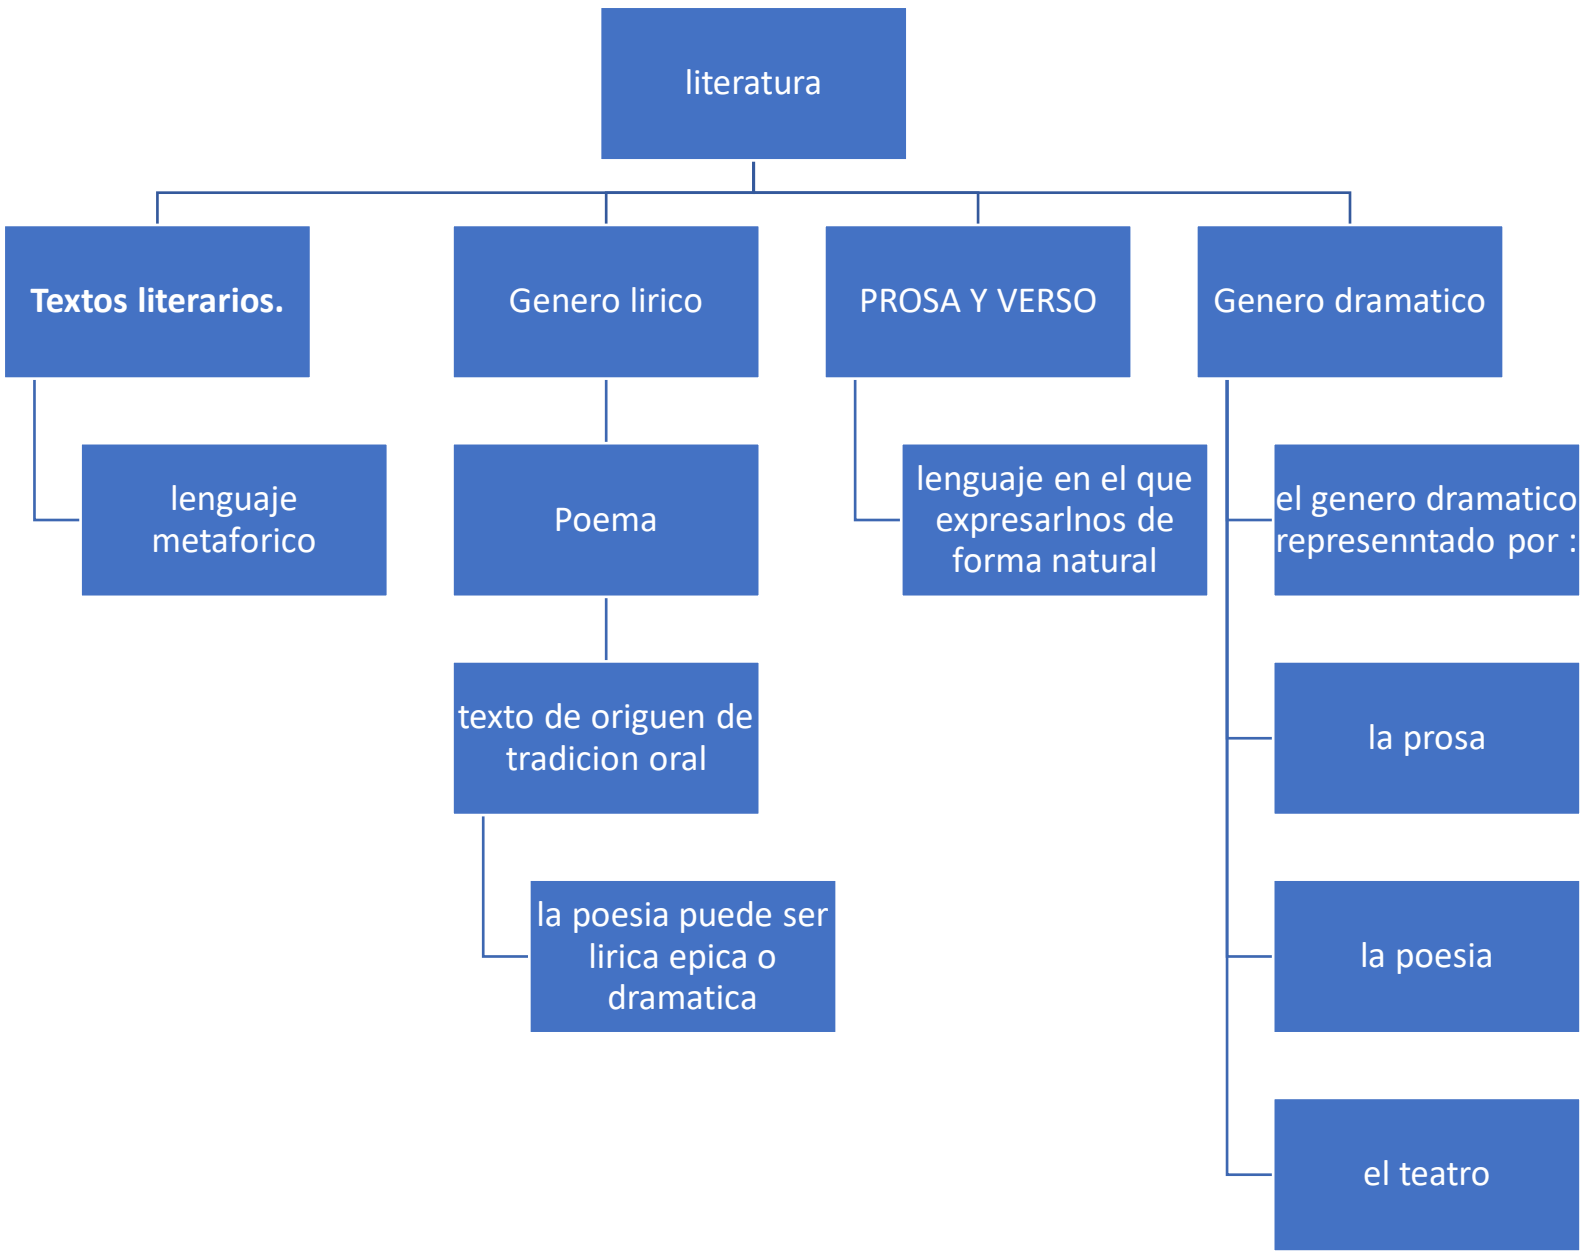 literatura
Textos literarios.
Genero lirico
PROSA Y VERSO
Genero dramatico
lenguaje
metaforico
Poema
lenguaje en el que
expresarlnos de
forma natural
el genero dramatico
represenntado por :
texto de origuen de
tradicion oral
la prosa
la poesia puede ser
lirica epica o
dramatica
la poesia
el teatro